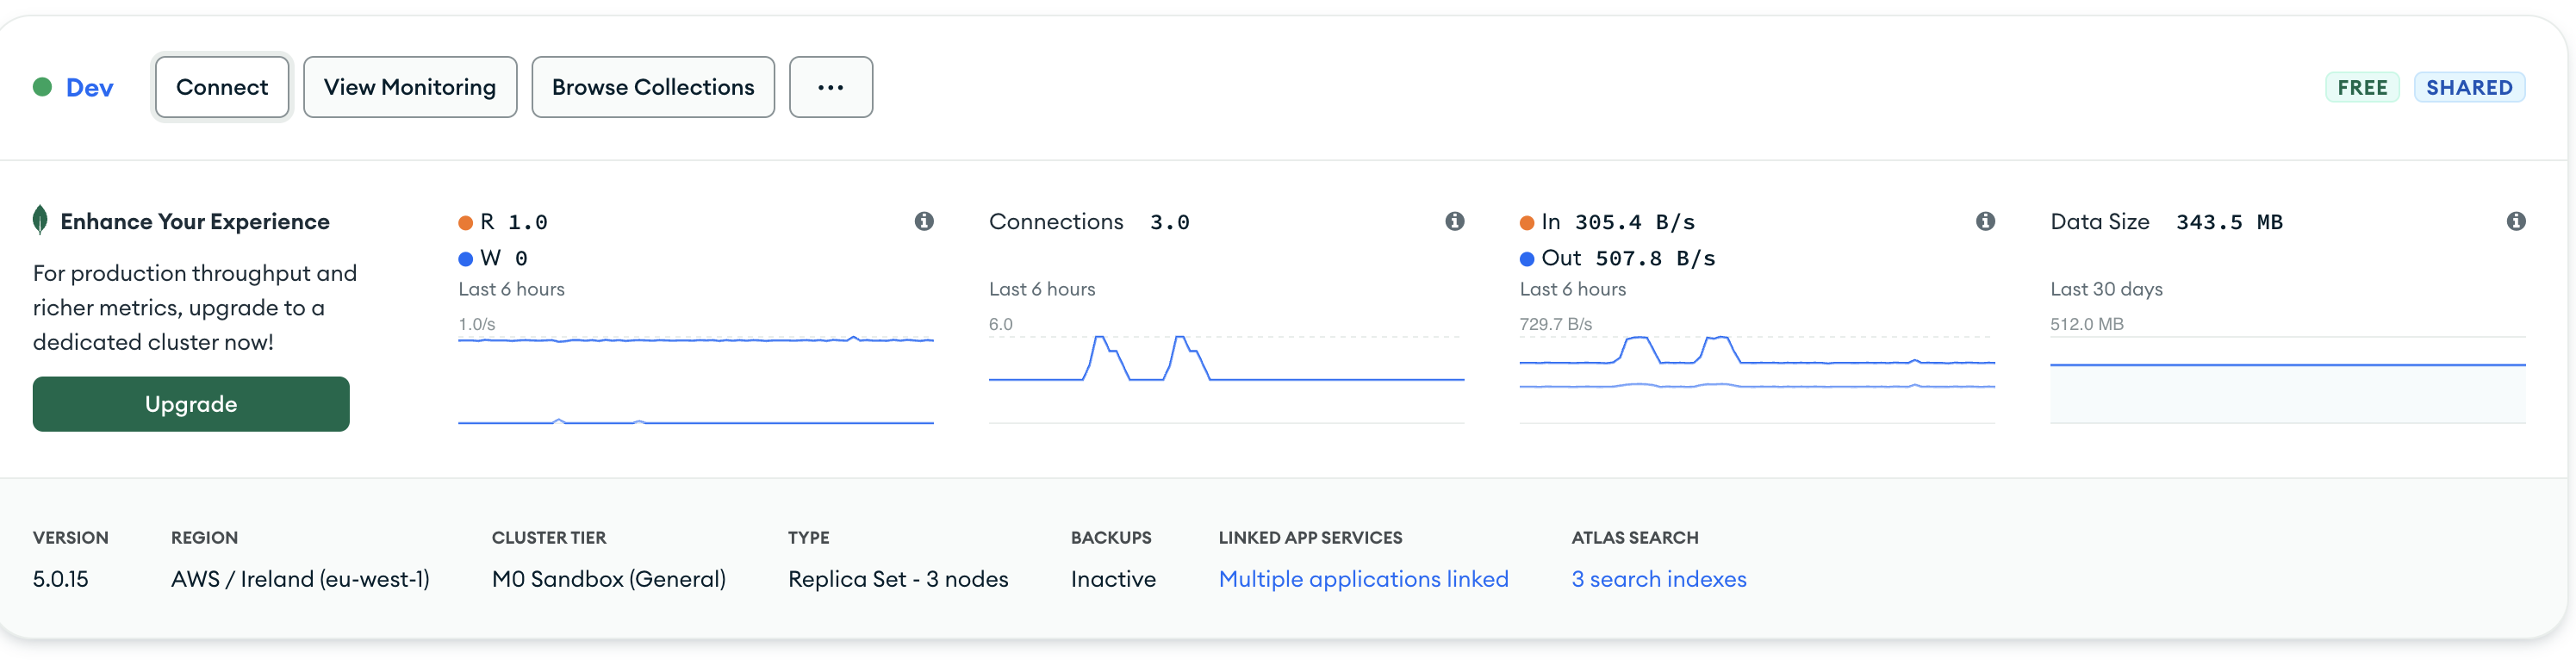 Dev
Connect
View Monitoring
Browse Collections
...
FREE
SHARED
Enhance Your Experience
For production throughput and
richer metrics, upgrade to a
dedicated cluster now!
Upgrade
R 1.0
W 0
Last 6 hours
1.0/s
Connections 3.0
Last 6 hours
6.0
In 305.4 B/s
Out 507.8 B/s
Last 6 hours
729.7 B/s
Data Size 343.5 MB
Last 30 days
512.0 MB
VERSION
5.0.15
REGION
AWS / Ireland (eu-west-1)
CLUSTER TIER
M0 Sandbox (General)
TYPE
Replica Set - 3 nodes
BACKUPS
Inactive
LINKED APP SERVICES
Multiple applications linked
ATLAS SEARCH
3 search indexes